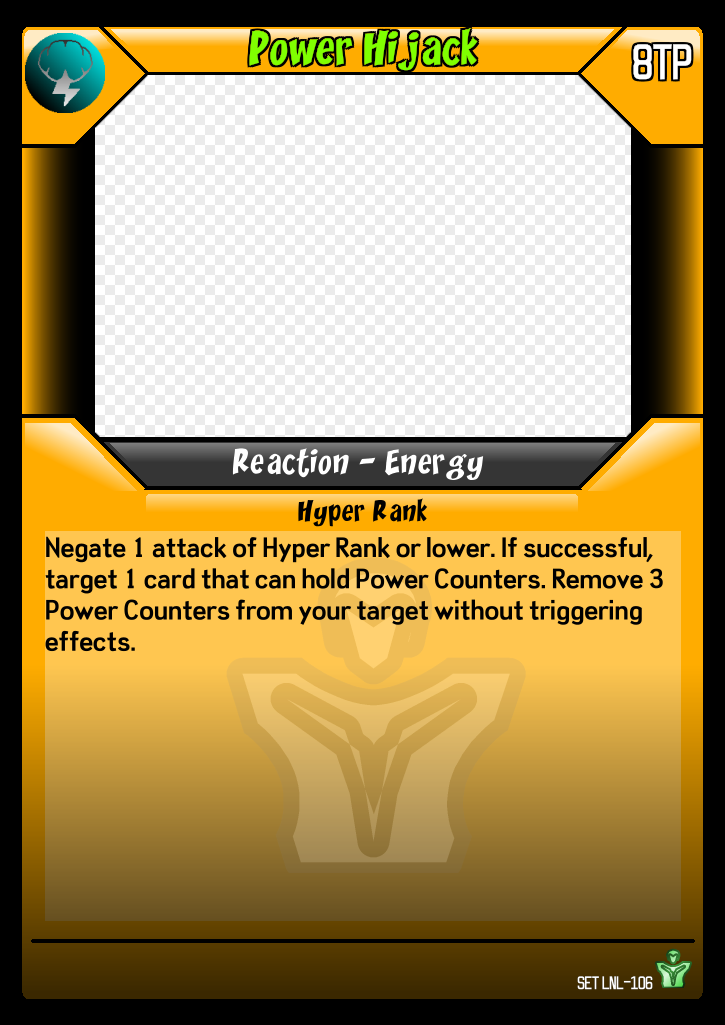 Power Hijack
8TP
Reaction - Energy
Hyper Rank
Negate 1 attack of Hyper Rank or lower. If successful,
target 1 card that can hold Power Counters. Remove 3
Power Counters from your target without triggering
effects.
SET LNL-106